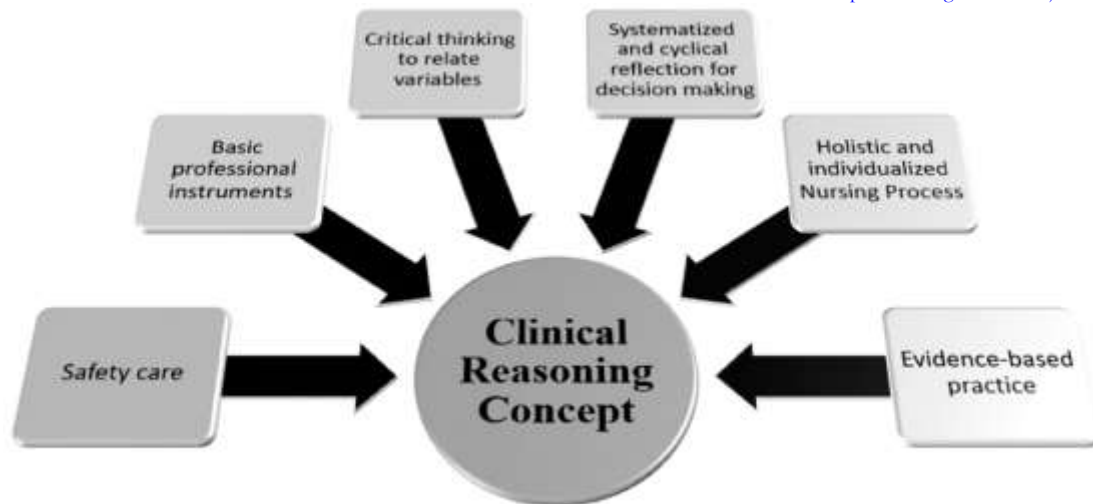 Critical thinking
to relate
variables
Systematized
and cyclical
reflection for
decision making
Basic
professional
instruments
Holistic and
individualized
Nursing Process
Safety care
Clinical
Reasoning
Concept
Evidence-based
practice